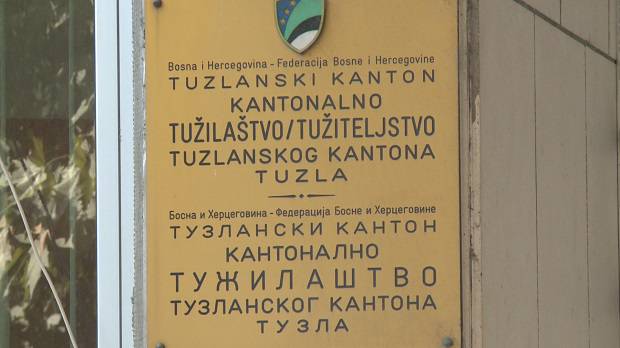 Bosna i Hercegovina - Federacija Bosne i Hercegovine
TUZLANSKI KANTON
KANTONALNO
TUŽILAŠTVO/TUŽITELJSTVO
TUZLANSKOG KANTONA
TUZLA
Босна и Херцеговина - Федерација Босне и Херцеговине
ТУЗЛАНСКИ КАНТОН
КАНТОНАЛНО
ТУЖИЛАШТВО
ТУЗЛАНСКОГ КАНТОНА
ТУЗЛА